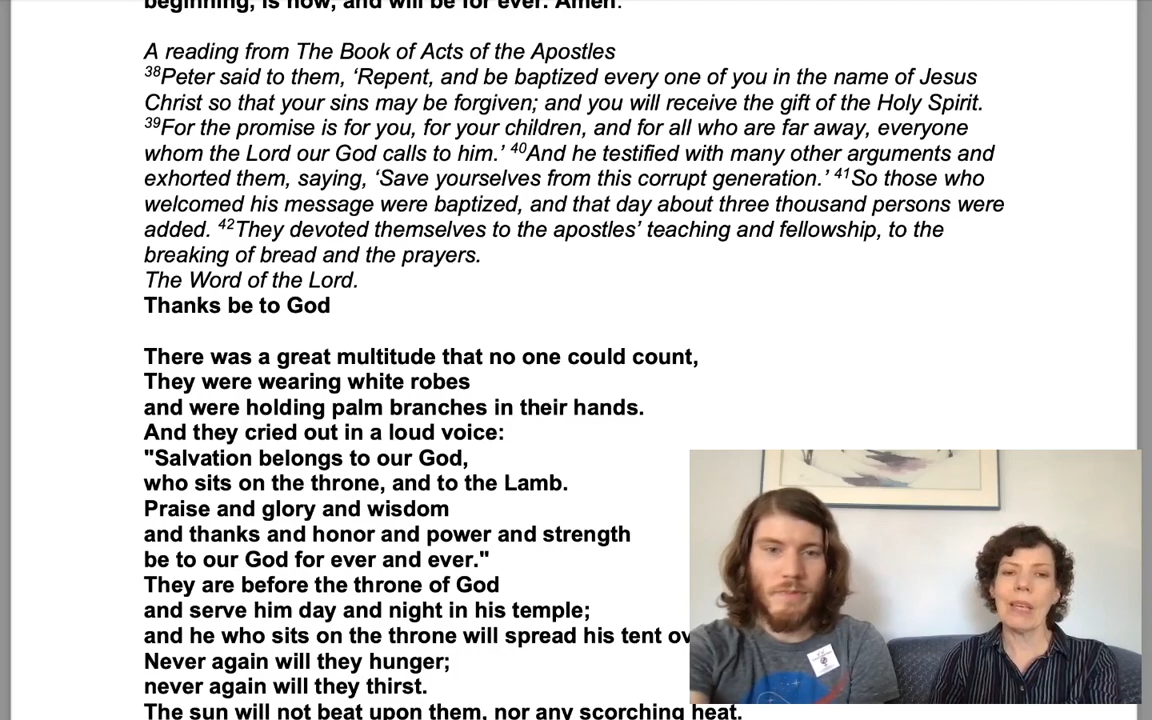 beginning, is now, and will be for ever. Amen.
A reading from The Book of Acts of the Apostles
38Peter said to them, ‘Repent, and be baptized every one of you in the name of Jesus
Christ so that your sins may be forgiven; and you will receive the gift of the Holy Spirit.
39For the promise is for you, for your children, and for all who are far away, everyone
whom the Lord our God calls to him.’ 40And he testified with many other arguments and
exhorted them, saying, ‘Save yourselves from this corrupt generation.’ 41So those who
welcomed his message were baptized, and that day about three thousand persons were
added. 42They devoted themselves to the apostles’ teaching and fellowship, to the
breaking of bread and the prayers.
The Word of the Lord.
Thanks be to God
There was a great multitude that no one could count,
They were wearing white robes
and were holding palm branches in their hands.
And they cried out in a loud voice:
"Salvation belongs to our God,
who sits on the throne, and to the Lamb.
Praise and glory and wisdom
and thanks and honor and power and strength
be to our God for ever and ever."
They are before the throne of God
and serve him day and night in his temple;
and he who sits on the throne will spread his tent ov
Never again will they hunger;
never again will they thirst.
The sun will not beat upon them, nor any scorching heat.